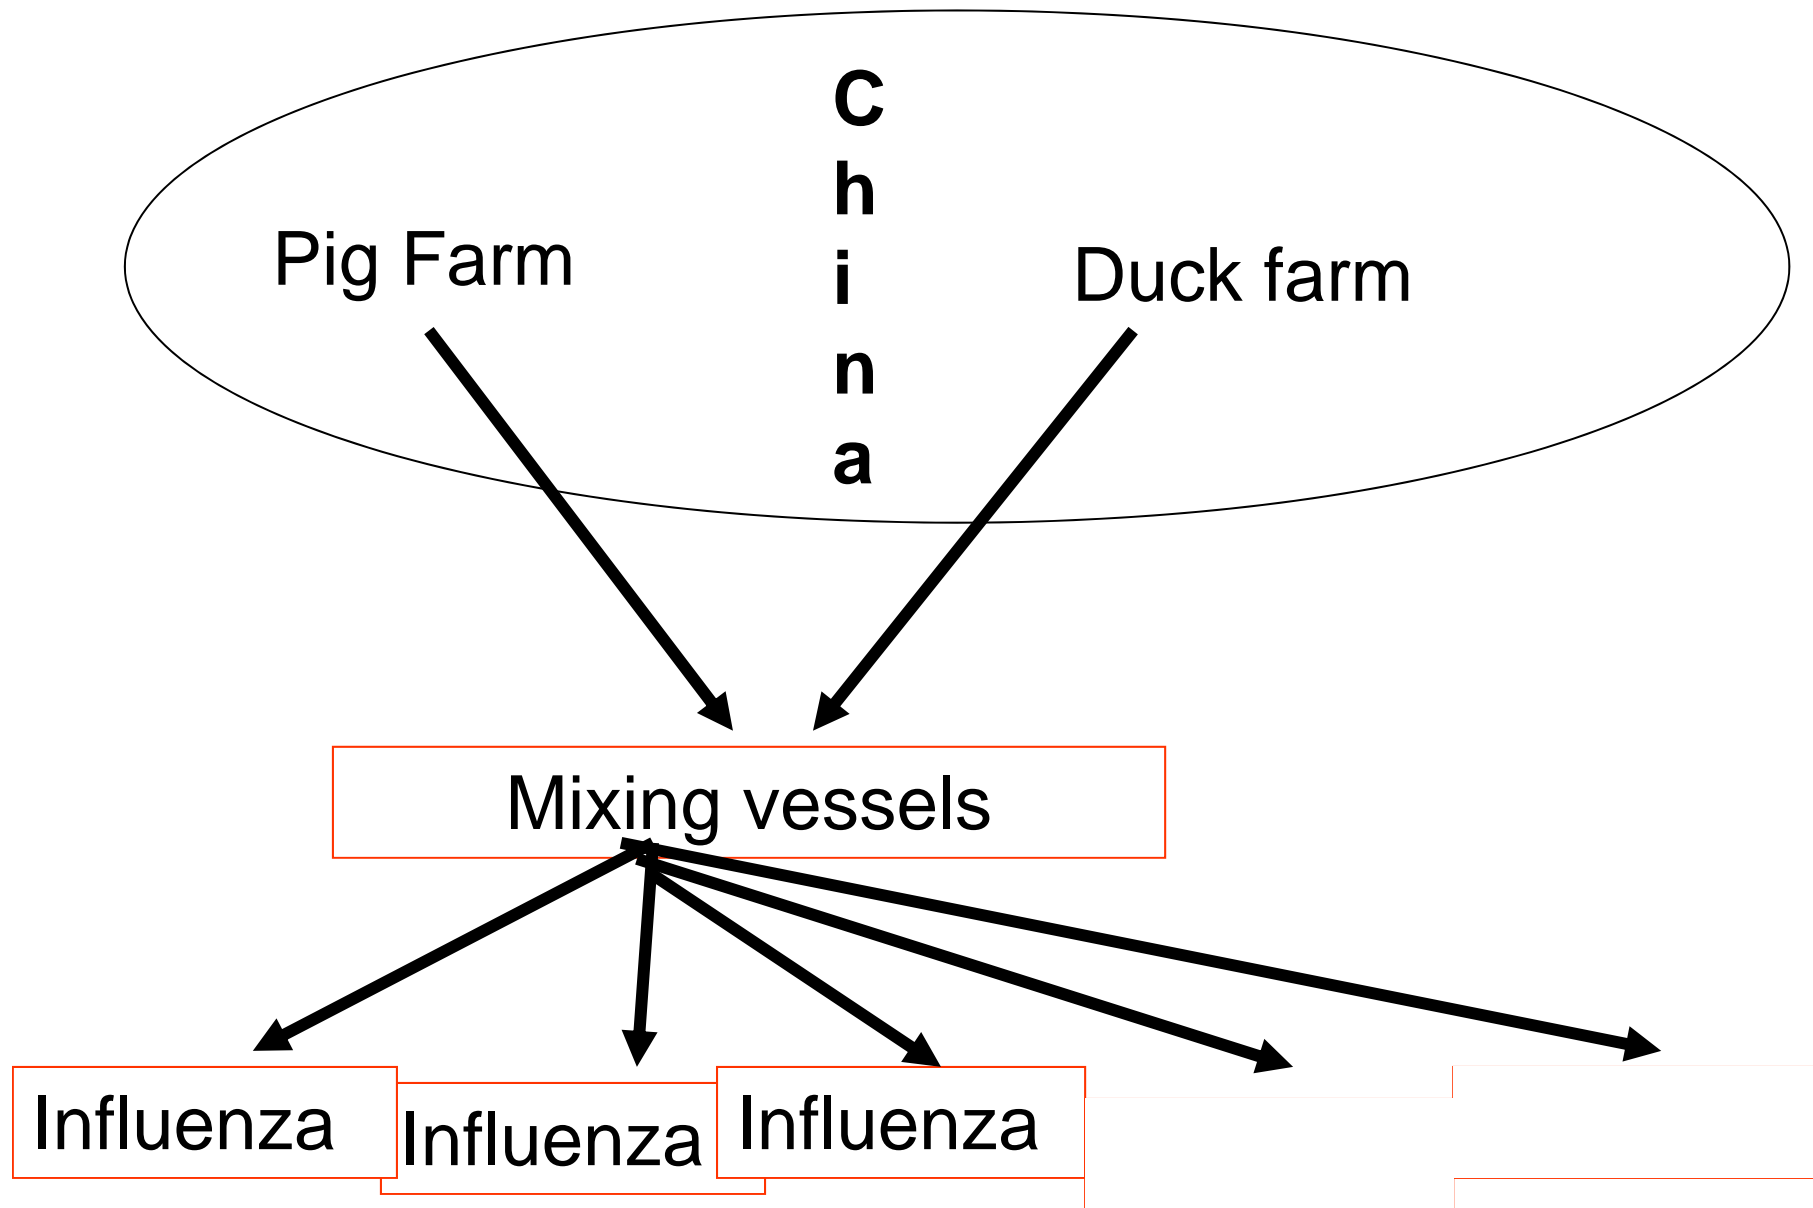 C
h
i
n
a
Pig Farm
Duck farm
Mixing vessels
Influenza
Influenza
Influenza